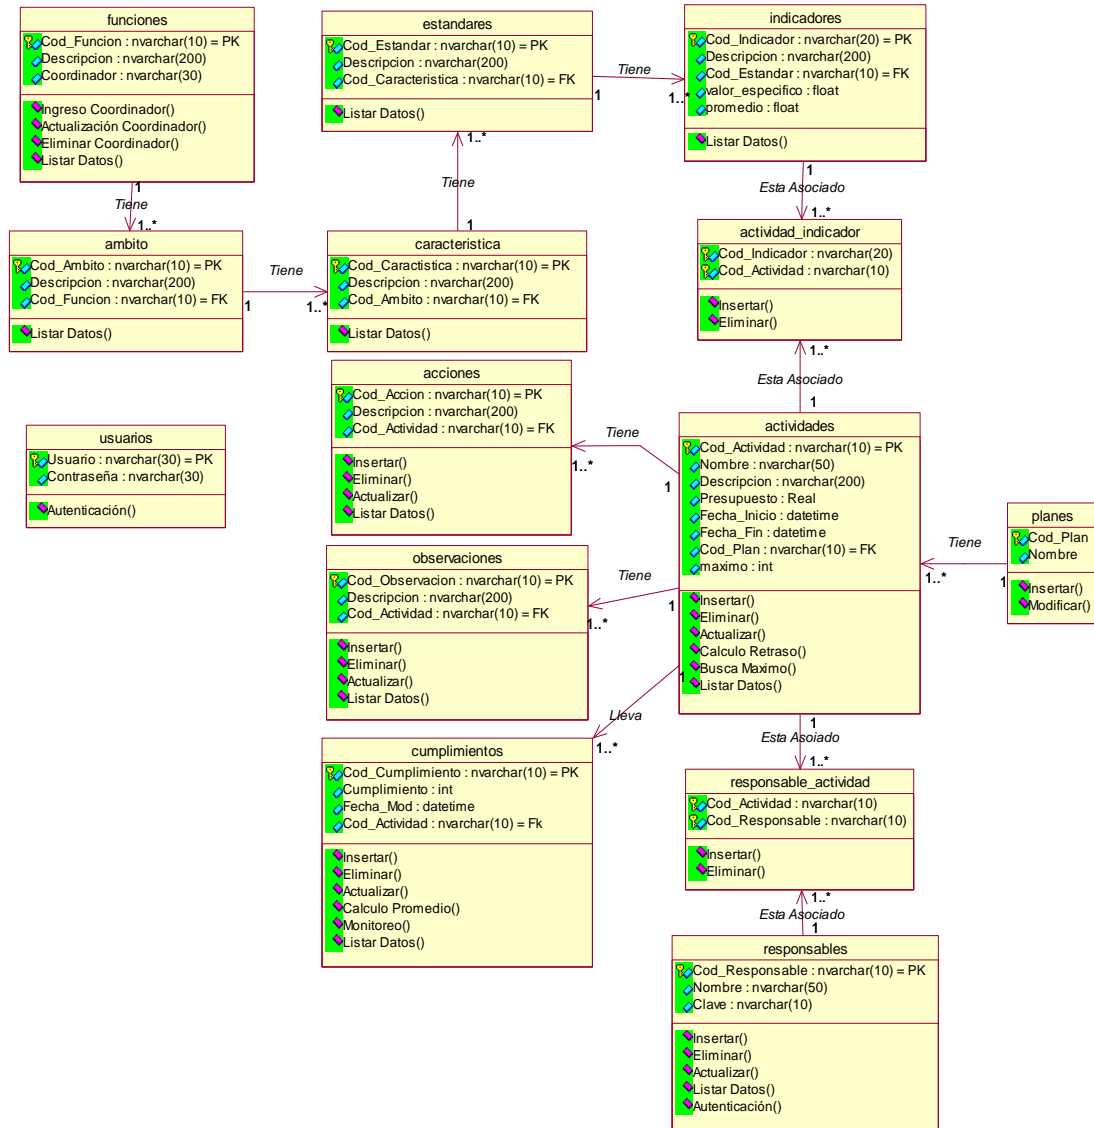 funciones
Cod_Funcion : nvarchar(10) = PK
Descripcion : nvarchar(200)
Coordinador : nvarchar(30)
Ingreso Coordinador()
Actualización Coordinador()
Eliminar Coordinador()
Listar Datos()
estandares
Cod_Estandar : nvarchar(10) = PK
Descripcion : nvarchar(200)
Cod_Caracteristica : nvarchar(10) = FK
Listar Datos()
Tiene
1
1..*
indicadores
Cod_Indicador : nvarchar(20) = PK
Descripcion : nvarchar(200)
Cod_Estandar : nvarchar(10) = FK
valor_especifico : float
promedio : float
Listar Datos()
1
Tiene
1..*
1..*
Tiene
1
1
Esta Asociado
1..*
ambito
Cod_Ambito : nvarchar(10) = PK
Descripcion : nvarchar(200)
Cod_Funcion : nvarchar(10) = FK
Listar Datos()
Tiene
1
1..*
caracteristica
Cod_Caractistica : nvarchar(10) = PK
Descripcion : nvarchar(200)
Cod_Ambito : nvarchar(10) = FK
Listar Datos()
actividad_indicador
Cod_Indicador : nvarchar(20)
Cod_Actividad : nvarchar(10)
Insertar()
Eliminar()
1..*
Esta Asociado
1
acciones
Cod_Accion : nvarchar(10) = PK
Descripcion : nvarchar(200)
Cod_Actividad : nvarchar(10) = FK
Insertar()
Eliminar()
Actualizar()
Listar Datos()
Tiene
1..*
1
usuarios
Usuario : nvarchar(30) = PK
Contraseña : nvarchar(30)
Autenticación()
actividades
Cod_Actividad : nvarchar(10) = PK
Nombre : nvarchar(50)
Descripcion : nvarchar(200)
Presupuesto : Real
Fecha_Inicio : datetime
Fecha_Fin : datetime
Cod_Plan : nvarchar(10) = FK
maximo : int
Insertar()
Eliminar()
Actualizar()
Calculo Retraso()
Busca Maximo()
Listar Datos()
Tiene
1..*
1
planes
Cod_Plan
Nombre
Insertar()
Modificar()
observaciones
Cod_Observacion : nvarchar(10) = PK
Descripcion : nvarchar(200)
Cod_Actividad : nvarchar(10) = FK
Insertar()
Eliminar()
Actualizar()
Listar Datos()
Tiene
1..*
1
1
Lleva
1..*
1
Esta Asoiado
1..*
cumplimientos
Cod_Cumplimiento : nvarchar(10) = PK
Cumplimiento : int
Fecha_Mod : datetime
Cod_Actividad : nvarchar(10) = Fk
Insertar()
Eliminar()
Actualizar()
Calculo Promedio()
Monitoreo()
Listar Datos()
responsable_actividad
Cod_Actividad : nvarchar(10)
Cod_Responsable : nvarchar(10)
Insertar()
Eliminar()
1..*
Esta Asociado
1
responsables
Cod_Responsable : nvarchar(10) = PK
Nombre : nvarchar(50)
Clave : nvarchar(10)
Insertar()
Eliminar()
Actualizar()
Listar Datos()
Autenticación()